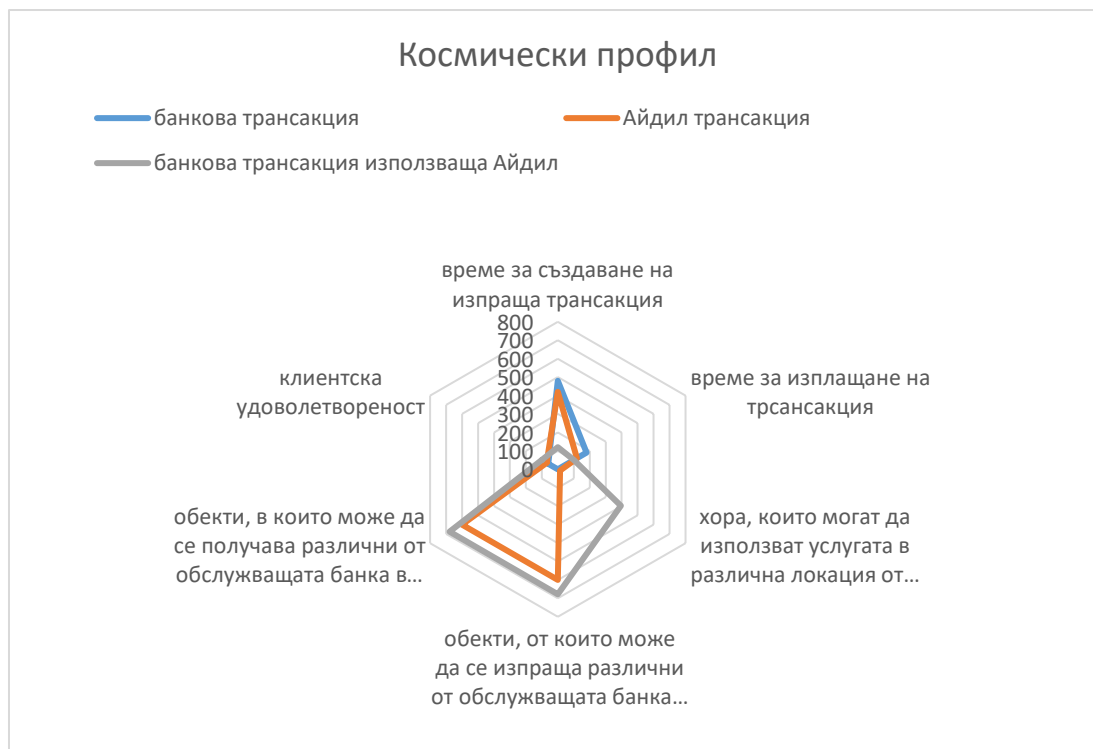 Космически профил
банкова трансакция
Айдил трансакция
банкова трансакция използваща Айдил
време за създаване на
изпраща трансакция
800
700
600
500
400
300
200
100
0
време за изплащане на
трсансакция
хора, които могат да
използват услугата в
различна локация от...
обекти, от които може
да се изпраща различни
от обслужващата банка...
обекти, в които може да
се получава различни от
обслужващата банка в...
клиентска
удоволетвореност